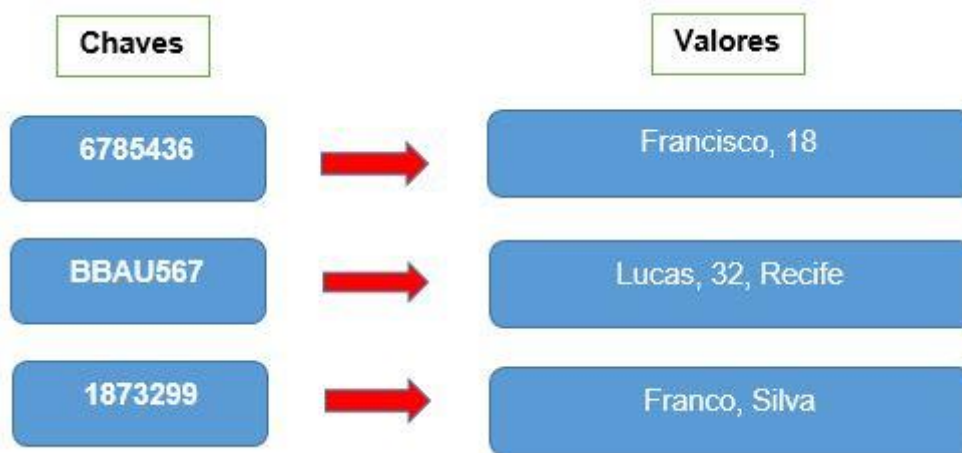 Chaves
Valores
6785436
Francisco, 18
BBAU567
Lucas, 32, Recife
1873299
Franco, Silva